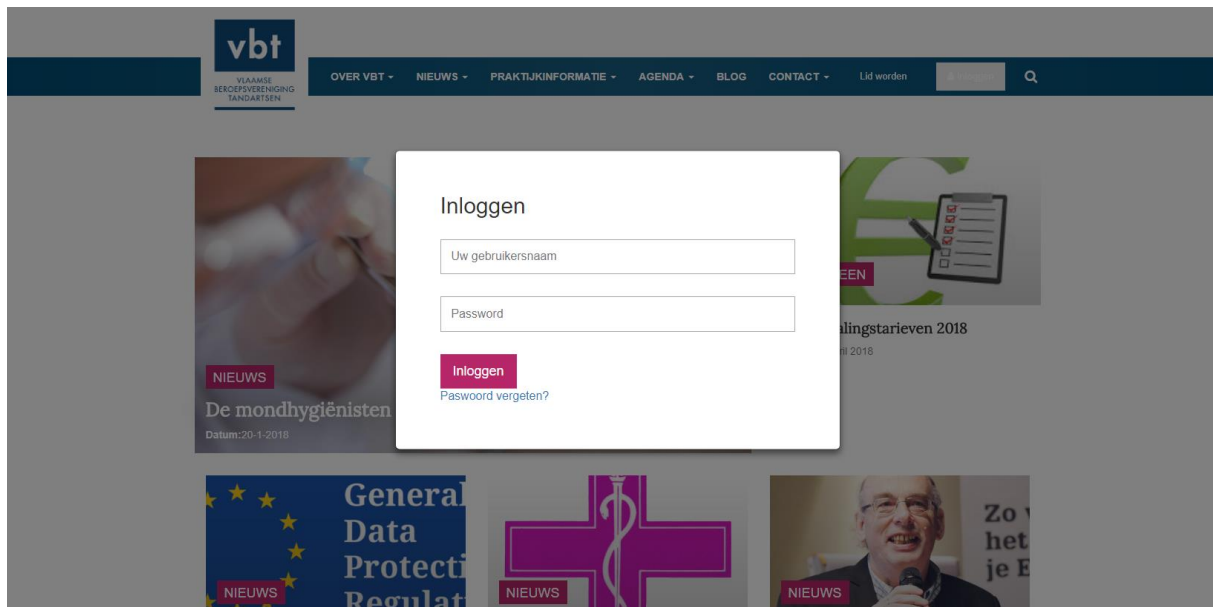 vbt
VLAAMSE
BEROEPSVERENIGING
TANDARTSEN
OVER VBT NIEUWS PRAKTIJKINFORMATIE AGENDA BLOG CONTACT Lid worden
Inloggen
Uw gebruikersnaam
Password
Inloggen
Paswoord vergeten?
EEN
alingstarieven 2018
ril 2018
NIEUWS
De mondhygiënisten
Datum:20-1-2018
General
Data
Protecti
Regulat
NIEUWS
NIEUWS
Zo
het
je E
NIEUWS